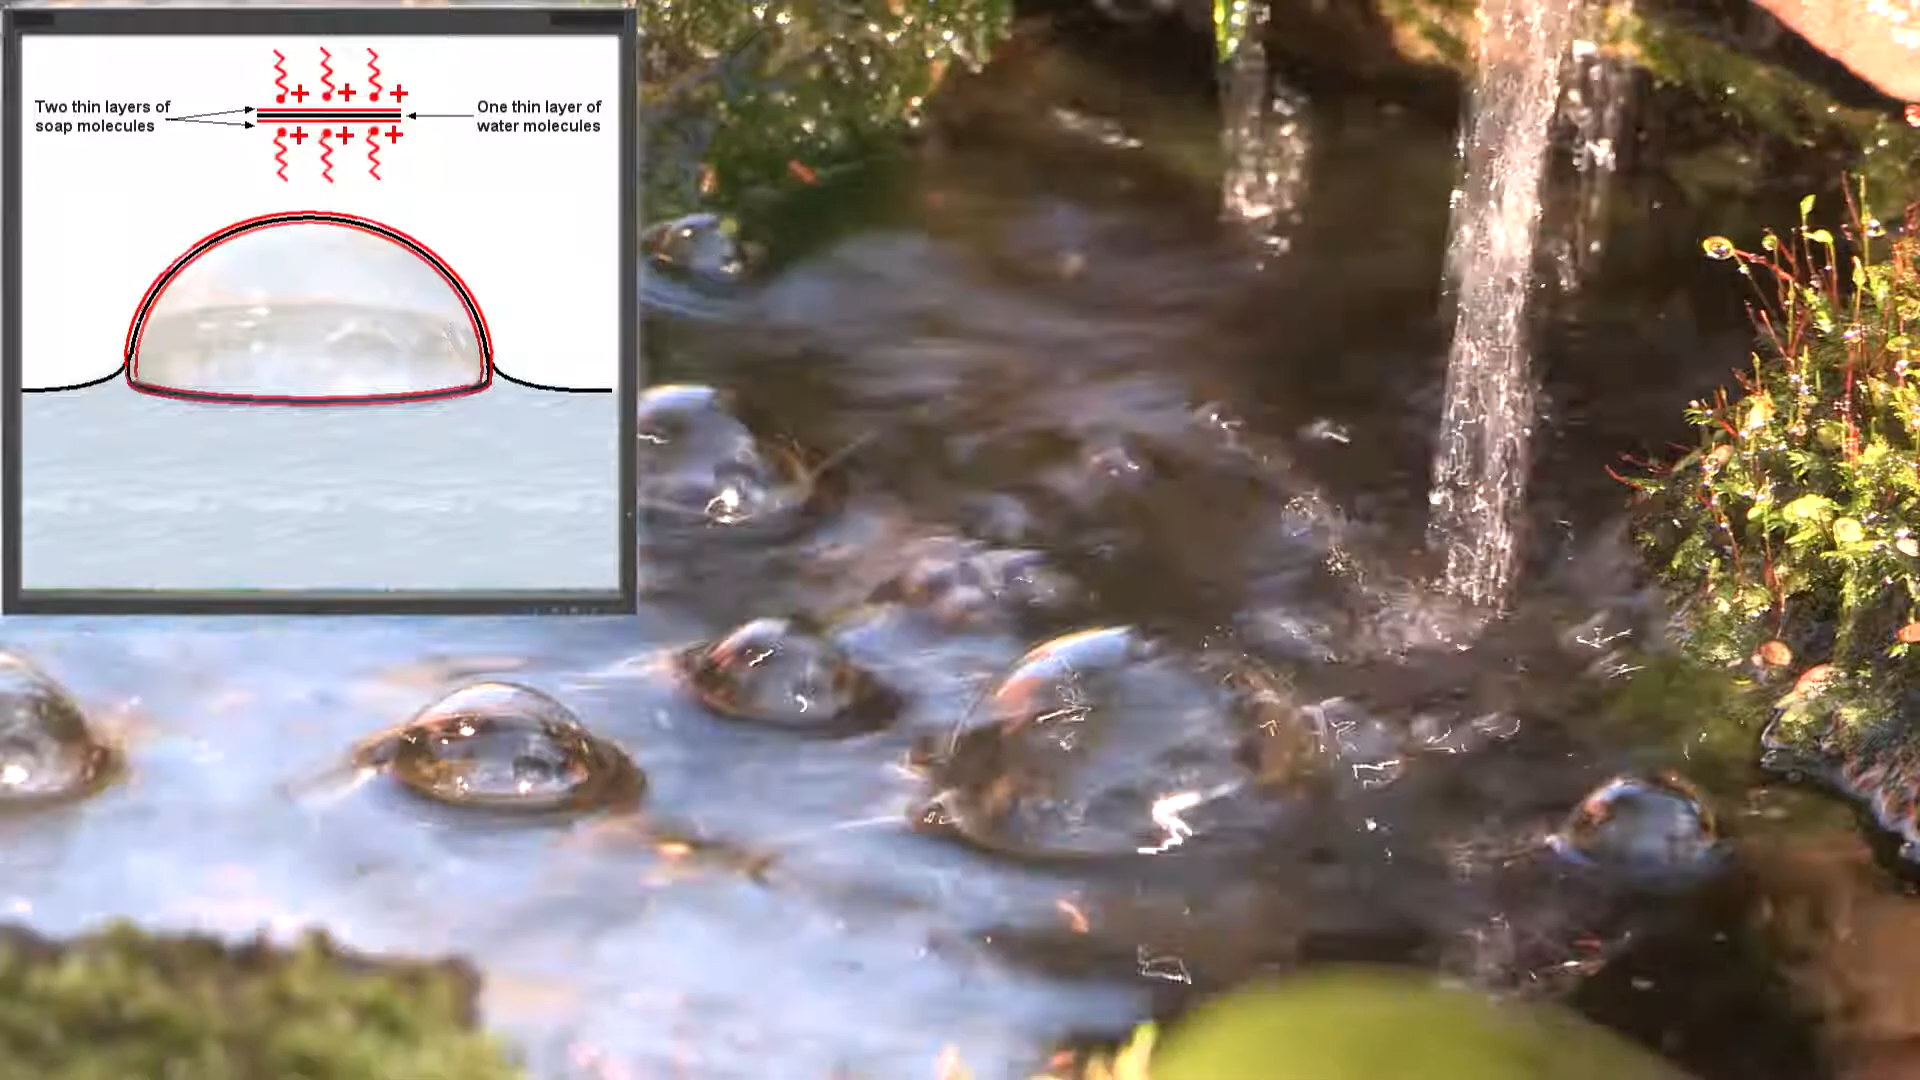 Two thin layers of
soap molecules
One thin layer of
water molecules